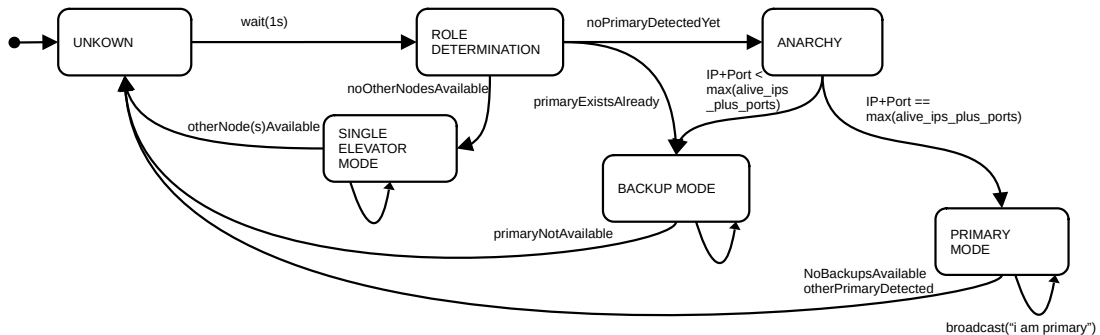 wait(1s)
UNKOWN
ROLE
DETERMINATION
noPrimaryDetectedYet
ANARCHY
noOtherNodesAvailable
primaryExistsAlready
IP+Port <
max(alive_ips
_plus_ports)
IP+Port ==
max(alive_ips_plus_ports)
otherNode(s)Available
SINGLE
ELEVATOR
MODE
BACKUP MODE
primaryNotAvailable
PRIMARY
MODE
NoBackupsAvailable
otherPrimaryDetected
broadcast(“i am primary”)